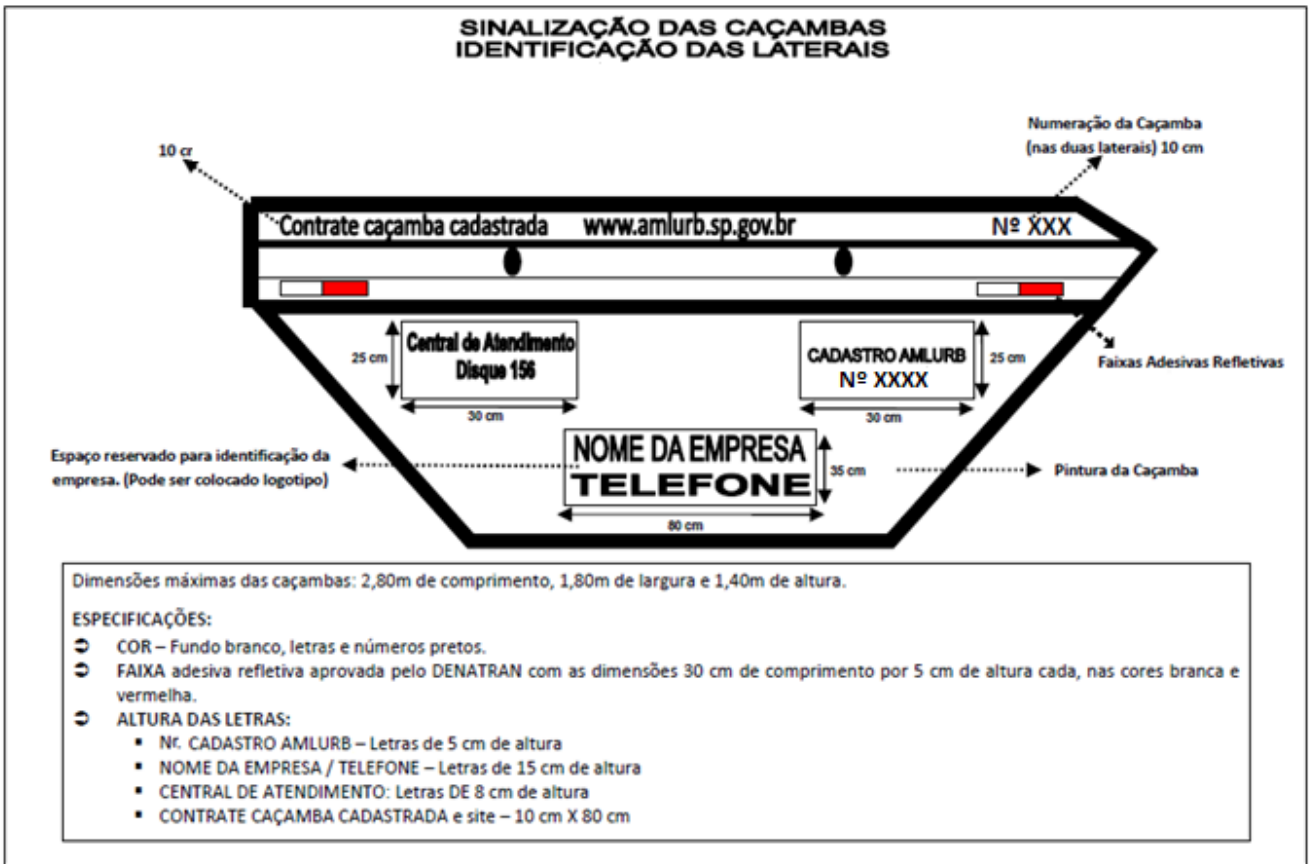 SINALIZAÇÃO DAS CAÇAMBAS
IDENTIFICAÇÃO DAS LATERAIS
Numeração da Caçamba
(nas duas laterais) 10 cm
10 cr
Contrate caçamba cadastrada www.amlurb.sp.gov.br Nº XXX
Central de Atendimento
Disque 156
25 cm
30 cm
CADASTRO AMLURB
Nº XXXX
25 cm
30 cm
Faixas Adesivas Refletivas
Espaço reservado para identificação da
empresa. (Pode ser colocado logotipo)
NOME DA EMPRESA
TELEFONE
35 cm
80 cm
Pintura da Caçamba
Dimensões máximas das caçambas: 2,80m de comprimento, 1,80m de largura e 1,40m de altura.
ESPECIFICAÇÕES:
COR – Fundo branco, letras e números pretos.
FAIXA adesiva refletiva aprovada pelo DENATRAN com as dimensões 30 cm de comprimento por 5 cm de altura cada, nas cores branca e
vermelha.
ALTURA DAS LETRAS:
Nr. CADASTRO AMLURB – Letras de 5 cm de altura
NOME DA EMPRESA / TELEFONE – Letras de 15 cm de altura
CENTRAL DE ATENDIMENTO: Letras DE 8 cm de altura
CONTRATE CAÇAMBA CADASTRADA e site – 10 cm X 80 cm